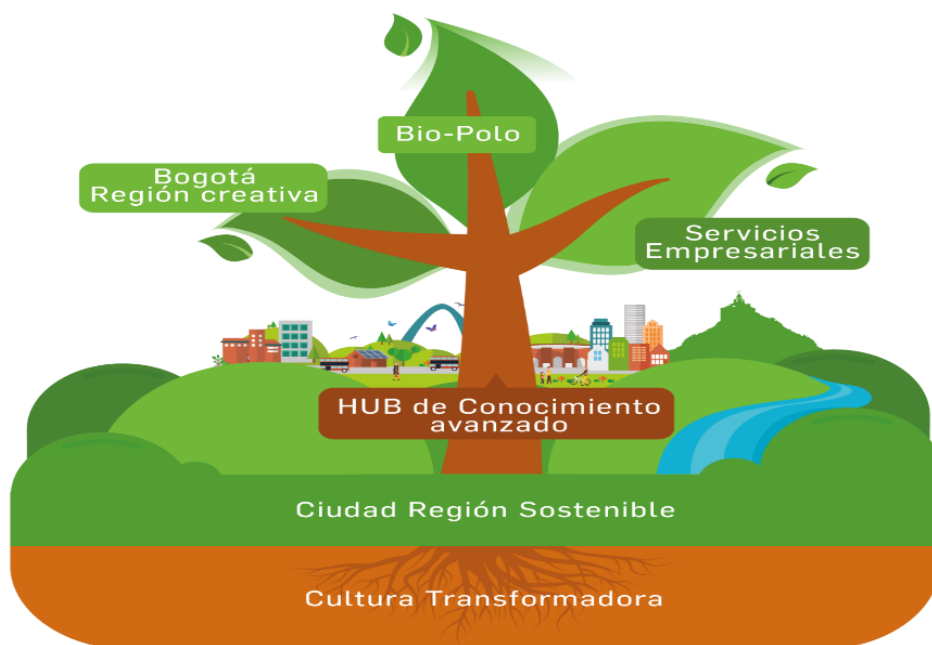 Bio-Polo
Bogotá
Región creativa
Servicios
Empresariales
HUB de Conocimiento
avanzado
Ciudad Región Sostenible
Cultura Transformadora